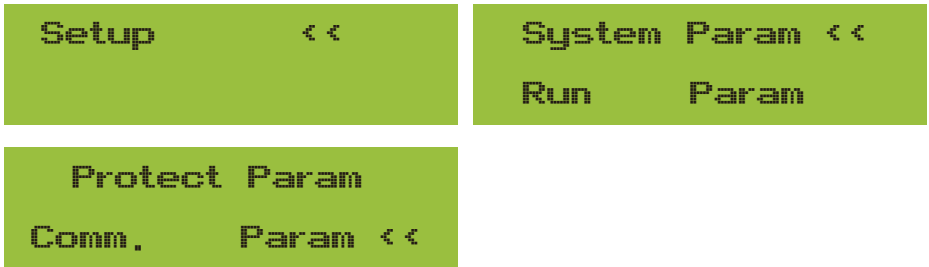 Setup <<
System Param <<
Run Param
Protect Param
Comm. Param <<